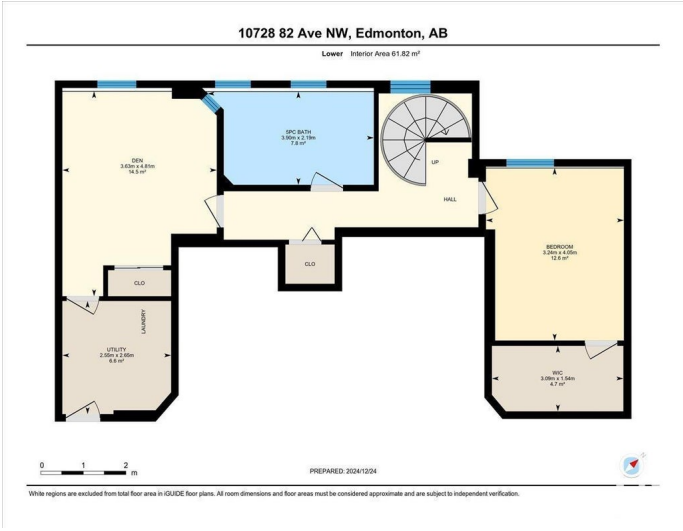 10728 82 Ave NW, Edmonton, AB
Lower Interior Area 61.82 m²
5PC BATH
3.90m x 2.19m
7.8 m²
DEN
3.63m x 4.81m
14.5 m²
UP
HALL
BEDROOM
3.24m x 4.05m
12.6 m²
CLO
CLO
LAUNDRY
UTILITY
2.55m x 2.65m
6.6 m²
WIC
3.09m x 1.54m
4.7 m²
0 1 2
m
PREPARED: 2024/12/24
White regions are excluded from total floor area in iGUIDE floor plans. All room dimensions and floor areas must be considered approximate and are subject to independent verification.